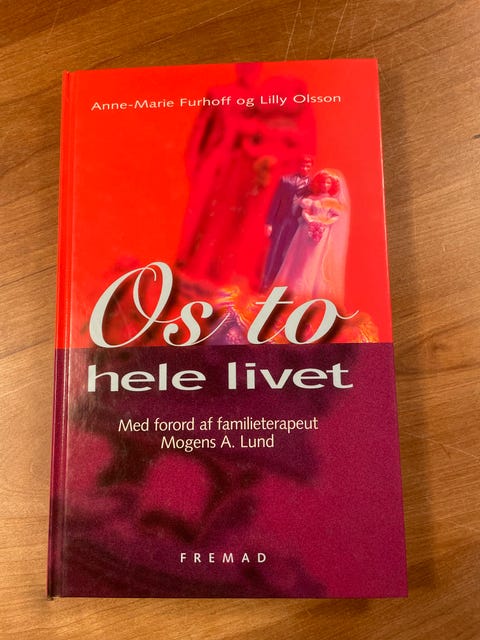 Anne-Marie Furhoff og Lilly Olsson
Os to
hele livet
Med forord af familieterapeut
Mogens A. Lund
FREMAD